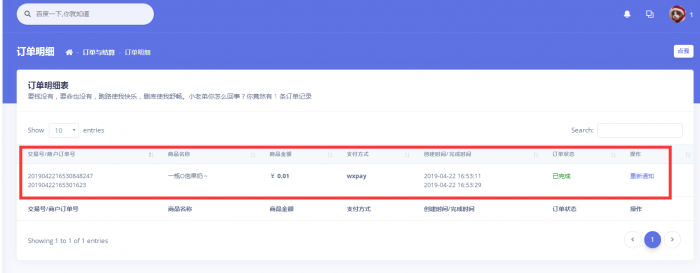 百度一下,你就知道
1
订单明细 订单与结算 - 订单明细
点我
订单明细表
要钱没有，要命也没有，跑路使我快乐，删库使我舒畅。小老弟你怎么回事？你竟然有 1 条订单记录
Show 10 entries
Search:
交易号/商户订单号 商品名称 商品金额 支付方式 创建时间/完成时间 订单状态 操作
2019042216530848247 一瓶O泡果奶～ ¥ 0.01 wxpay 2019-04-22 16:53:11 已完成 重新通知
2019042216301623 2019-04-22 16:53:29
交易号/商户订单号 商品名称 商品金额 支付方式 创建时间/完成时间 订单状态 操作
Showing 1 to 1 of 1 entries
< 1 >